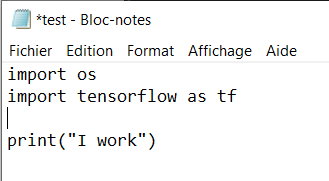 *test - Bloc-notes
Fichier Edition Format Affichage Aide
import os
import tensorflow as tf
print("I work")